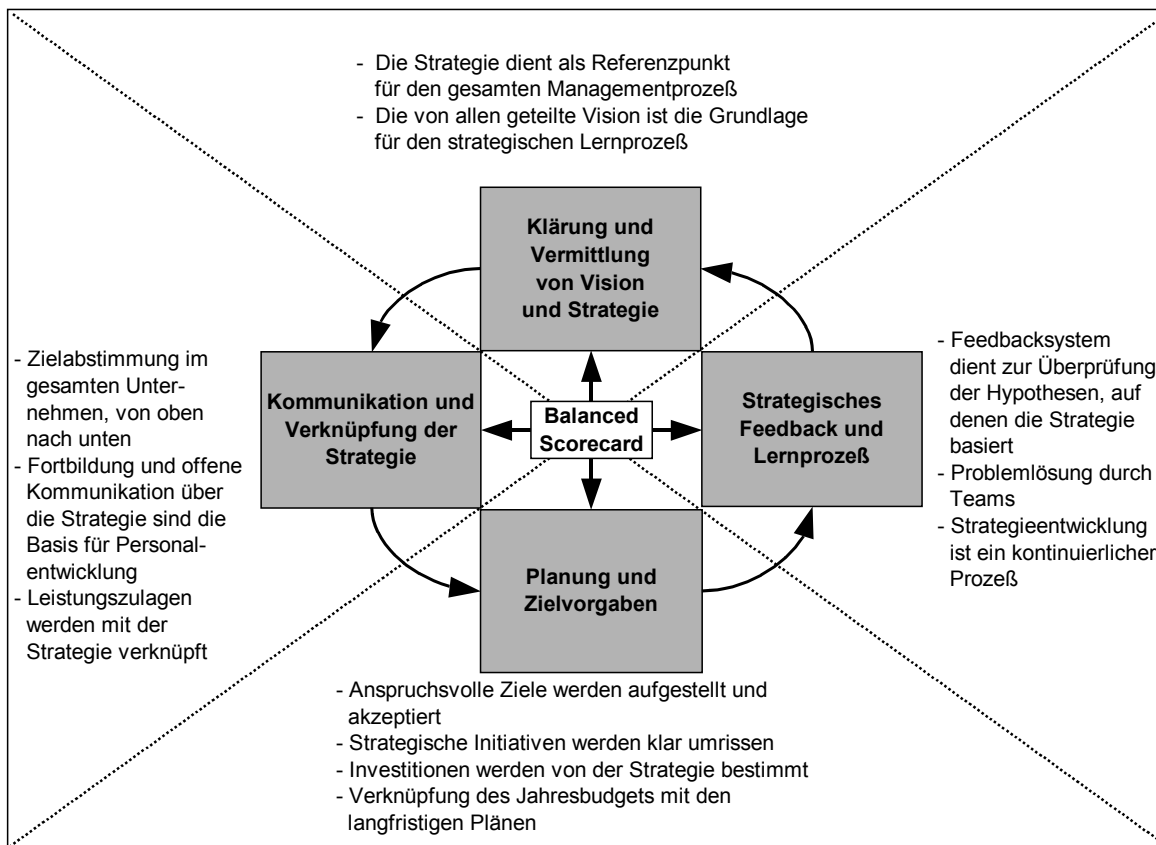 - Die Strategie dient als Referenzpunkt
für den gesamten Managementprozeß
- Die von allen geteilte Vision ist die Grundlage
für den strategischen Lernprozeß
Klärung und
Vermittlung
von Vision
und Strategie
- Zielabstimmung im
gesamten Unter-
nehmen, von oben
nach unten
- Fortbildung und offene
Kommunikation über
die Strategie sind die
Basis für Personal-
entwicklung
- Leistungszulagen
werden mit der
Strategie verknüpft
Kommunikation und
Verknüpfung der
Strategie
Balanced
Scorecard
Strategisches
Feedback und
Lernprozeß
- Feedbacksystem
dient zur Überprüfung
der Hypothesen, auf
denen die Strategie
basiert
- Problemlösung durch
Teams
- Strategieentwicklung
ist ein kontinuierlicher
Prozeß
Planung und
Zielvorgaben
- Anspruchsvolle Ziele werden aufgestellt und
akzeptiert
- Strategische Initiativen werden klar umrissen
- Investitionen werden von der Strategie bestimmt
- Verknüpfung des Jahresbudgets mit den
langfristigen Plänen